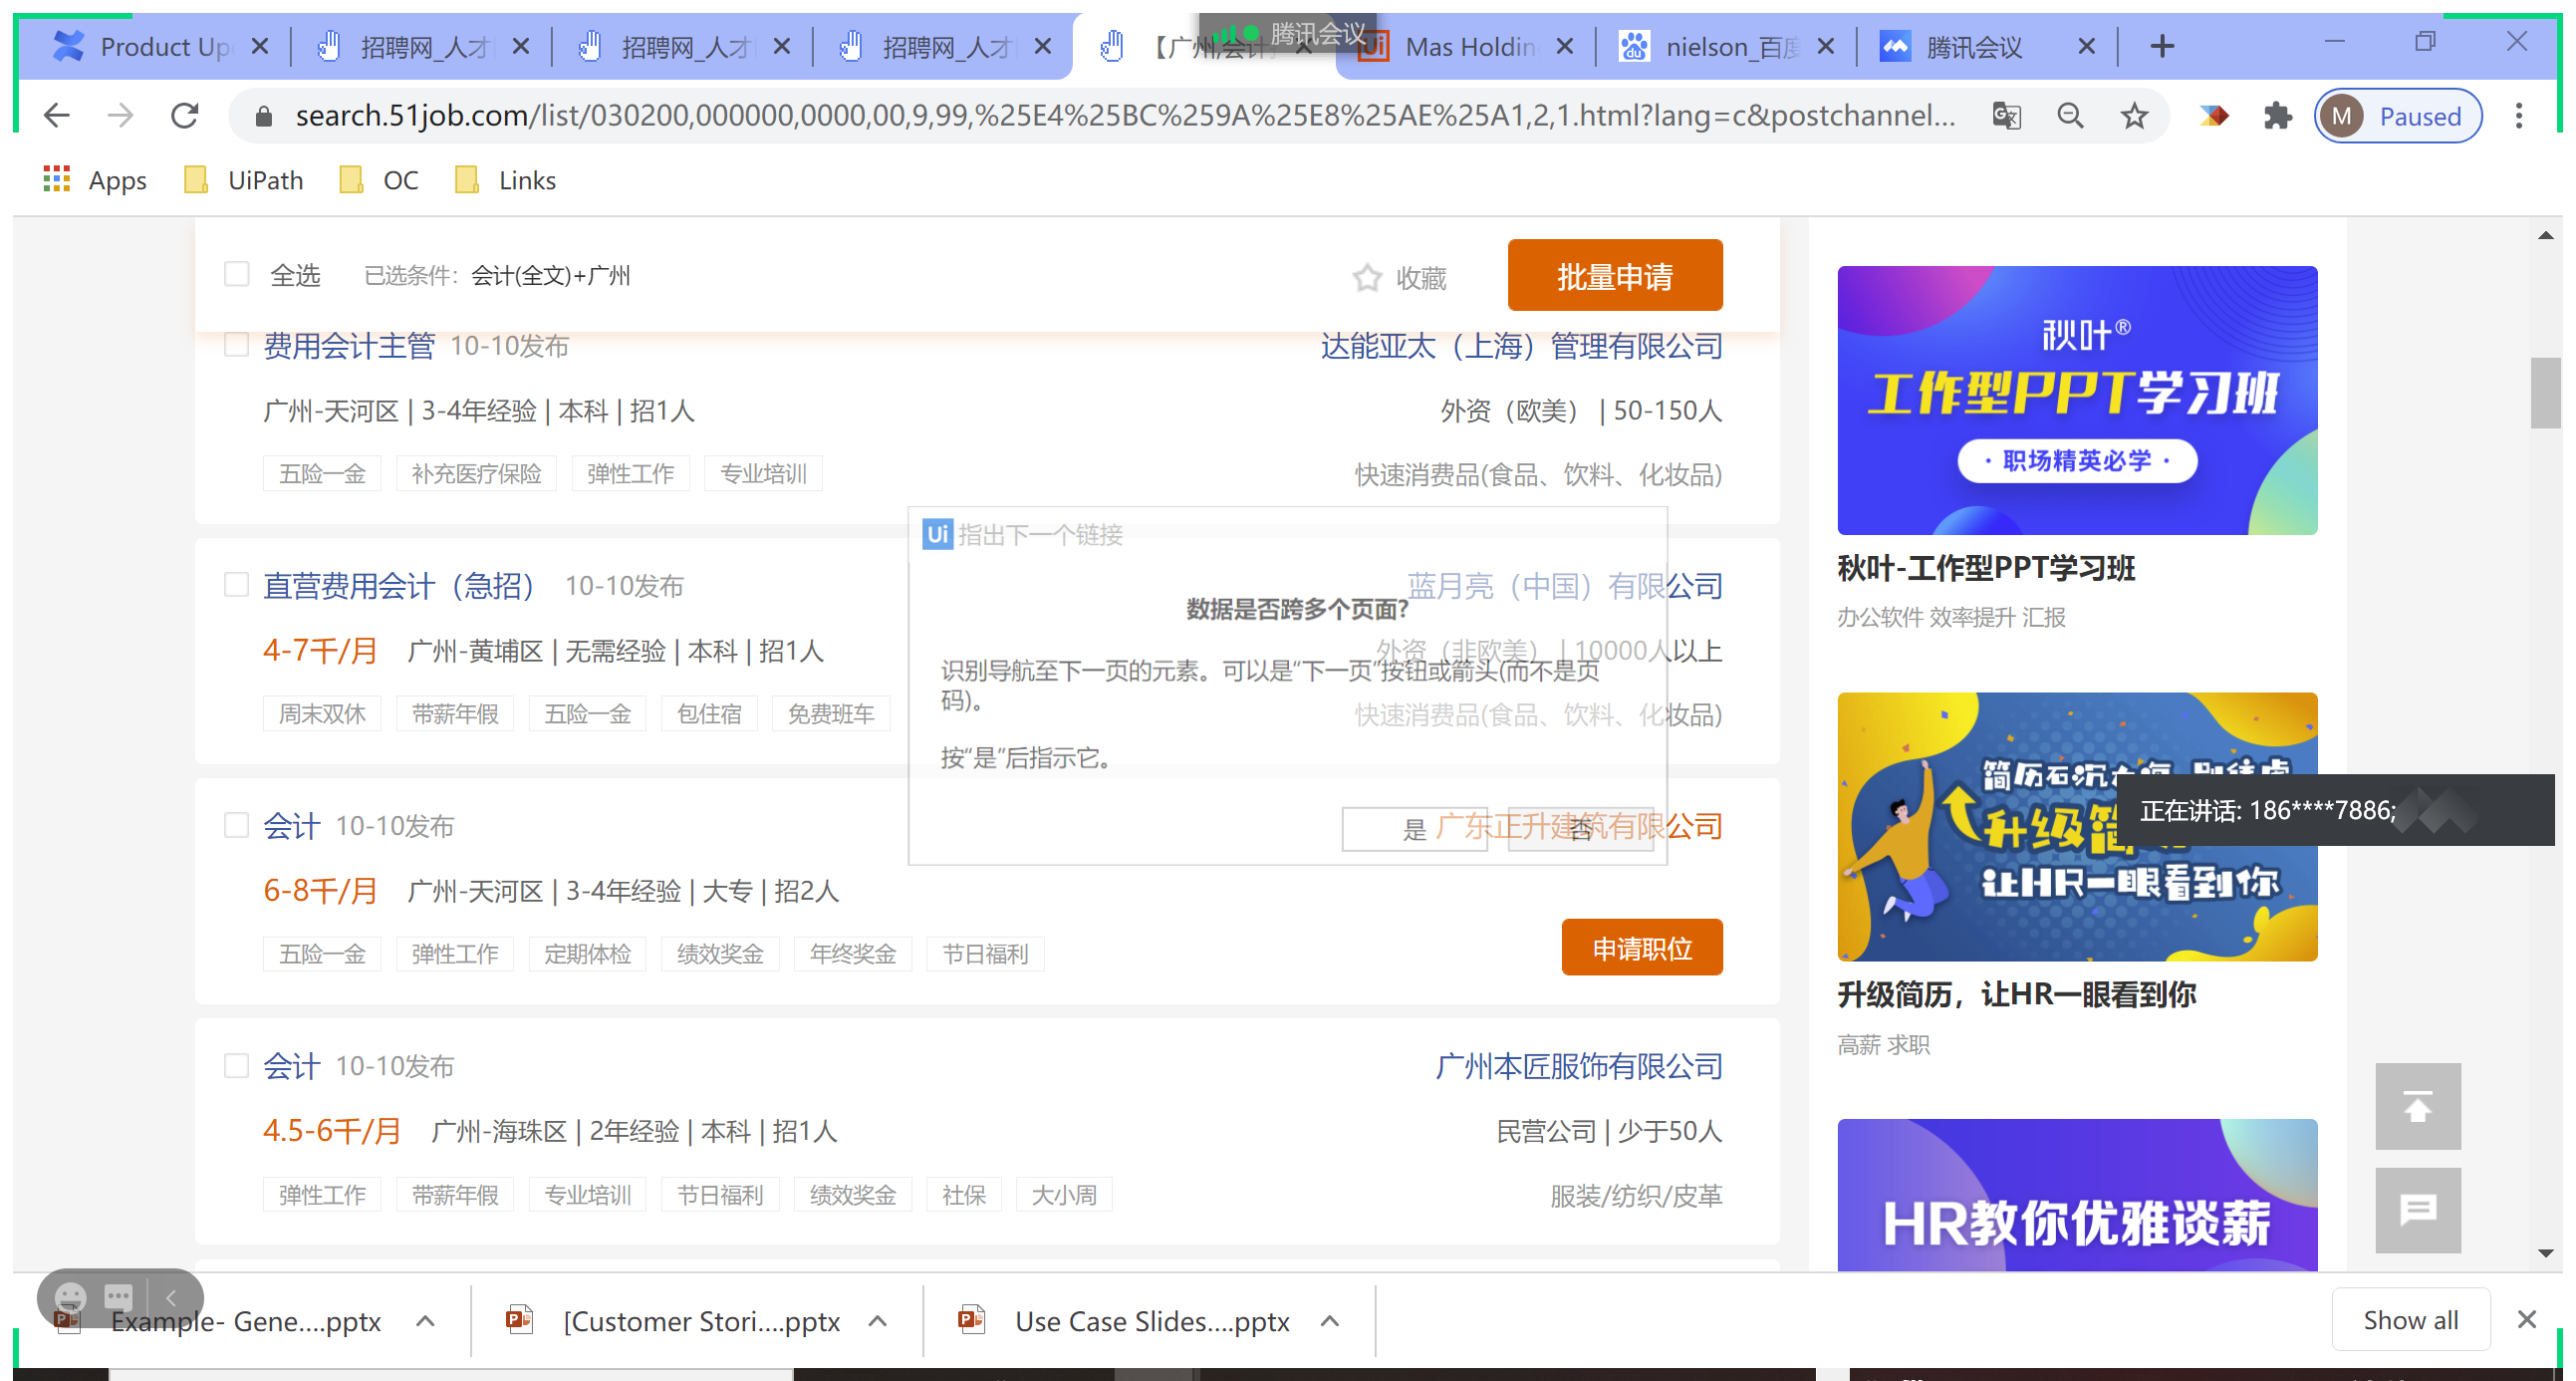 Product Up
招聘网_人才
招聘网_人才
招聘网_人才
【广州,会计
腾讯会议
Mas Holdin
nielson_百度
腾讯会议
search.51job.com/list/030200,000000,0000,00,9,99,%25E4%25BC%259A%25E8%25AE%25A1,2,1.html?lang=c&postchannel...
M Paused
Apps
UiPath
OC
Links
全选 已选条件：会计(全文)+广州
收藏
批量申请
费用会计主管 10-10发布
达能亚太（上海）管理有限公司
广州-天河区 | 3-4年经验 | 本科 | 招1人
外资（欧美） | 50-150人
五险一金 补充医疗保险 弹性工作 专业培训
快速消费品(食品、饮料、化妆品)
Ui 指出下一个链接
直营费用会计（急招） 10-10发布
蓝月亮（中国）有限公司
数据是否跨多个页面?
4-7千/月 广州-黄埔区 | 无需经验 | 本科 | 招1人
外资（非欧美） | 10000人以上
识别导航至下一页的元素。可以是“下一页”按钮或箭头(而不是页
码)。
周末双休 带薪年假 五险一金 包住宿 免费班车
快速消费品(食品、饮料、化妆品)
按“是”后指示它。
是
否
会计 10-10发布
广东正升建筑有限公司
6-8千/月 广州-天河区 | 3-4年经验 | 大专 | 招2人
五险一金 弹性工作 定期体检 绩效奖金 年终奖金 节日福利
申请职位
会计 10-10发布
广州本匠服饰有限公司
4.5-6千/月 广州-海珠区 | 2年经验 | 本科 | 招1人
民营公司 | 少于50人
弹性工作 带薪年假 专业培训 节日福利 绩效奖金 社保 大小周
服装/纺织/皮革
秋叶®
工作型PPT学习班
· 职场精英必学 ·
秋叶-工作型PPT学习班
办公软件 效率提升 汇报
简历石沉大海 别焦虑
升级简
让HR一眼看到你
正在讲话: 186****7886;
升级简历，让HR一眼看到你
高薪 求职
HR教你优雅谈薪
Example- Gene....pptx
[Customer Stori....pptx
Use Case Slides....pptx
Show all